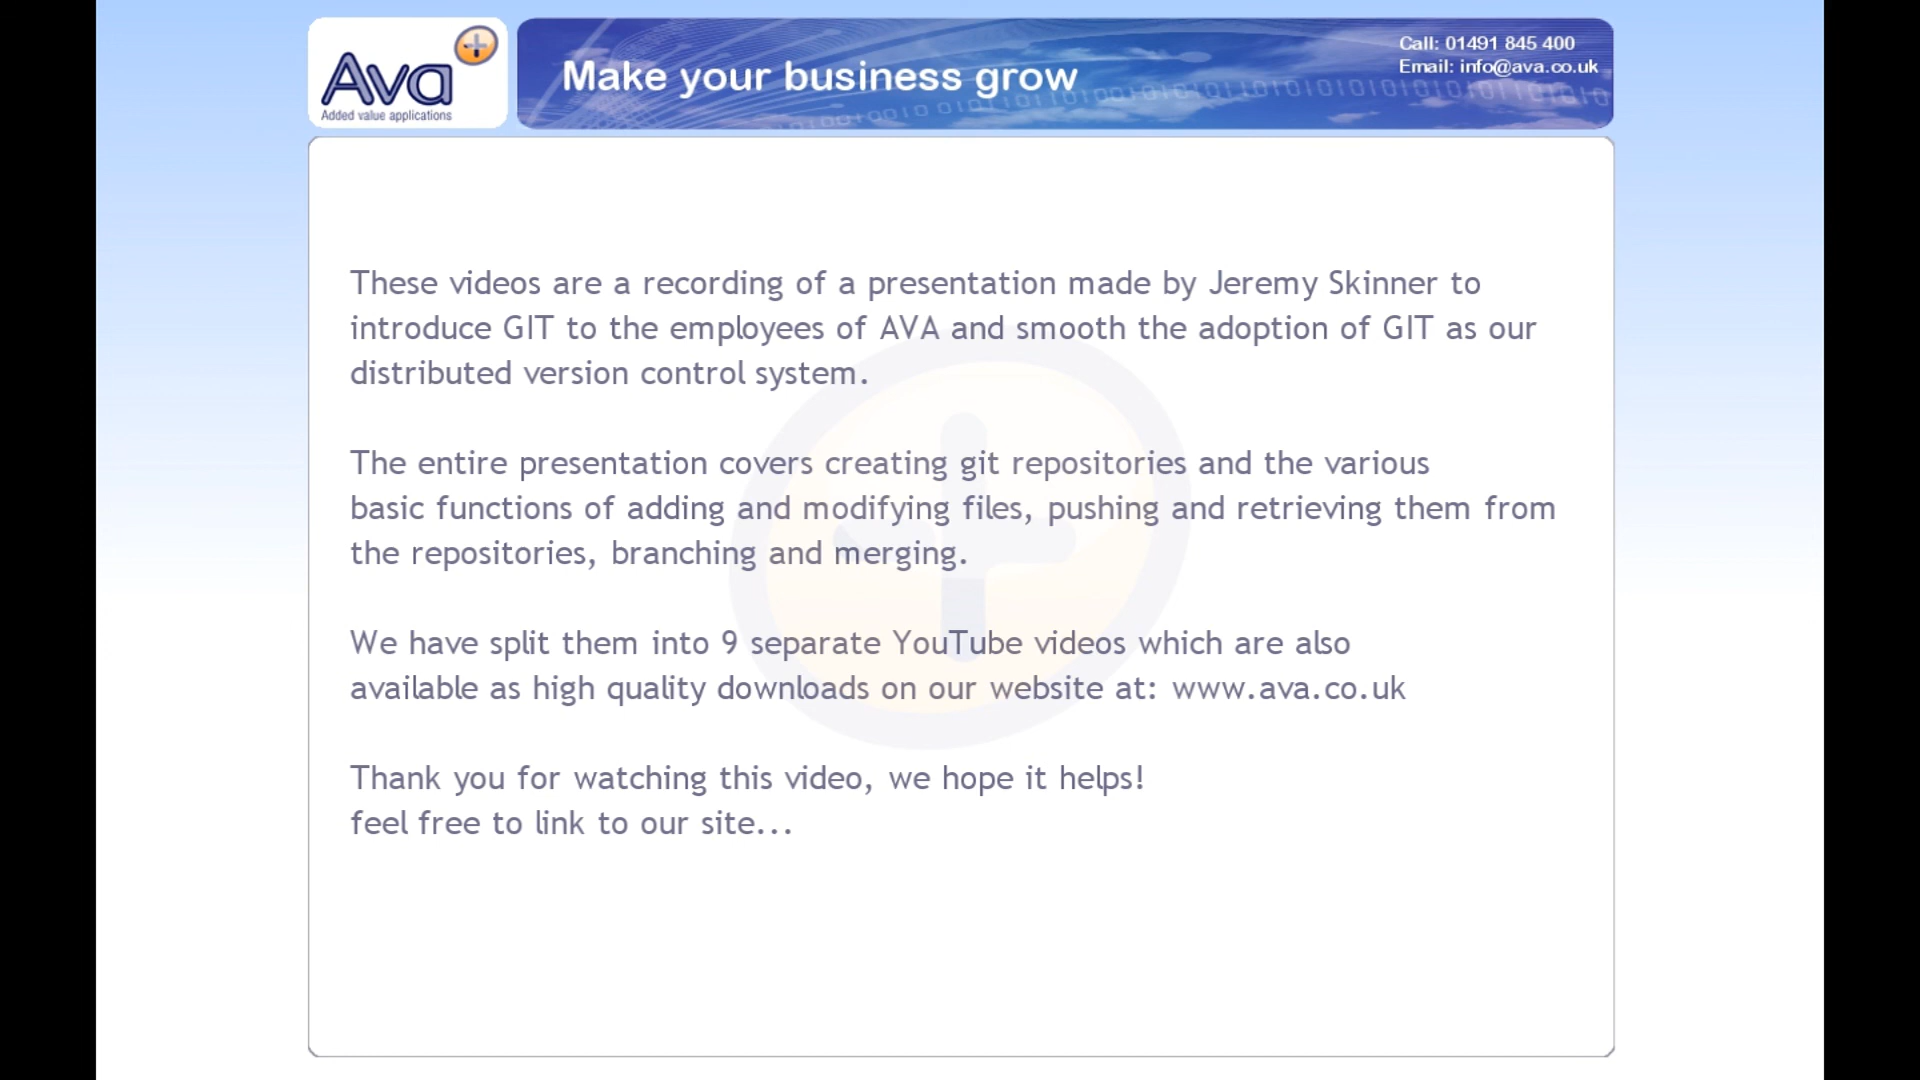 Ava
Added value applications
Make your business grow
Call: 01491 845 400
Email: info@ava.co.uk
These videos are a recording of a presentation made by Jeremy Skinner to
introduce GIT to the employees of AVA and smooth the adoption of GIT as our
distributed version control system.
The entire presentation covers creating git repositories and the various
basic functions of adding and modifying files, pushing and retrieving them from
the repositories, branching and merging.
We have split them into 9 separate YouTube videos which are also
available as high quality downloads on our website at: www.ava.co.uk
Thank you for watching this video, we hope it helps!
feel free to link to our site...